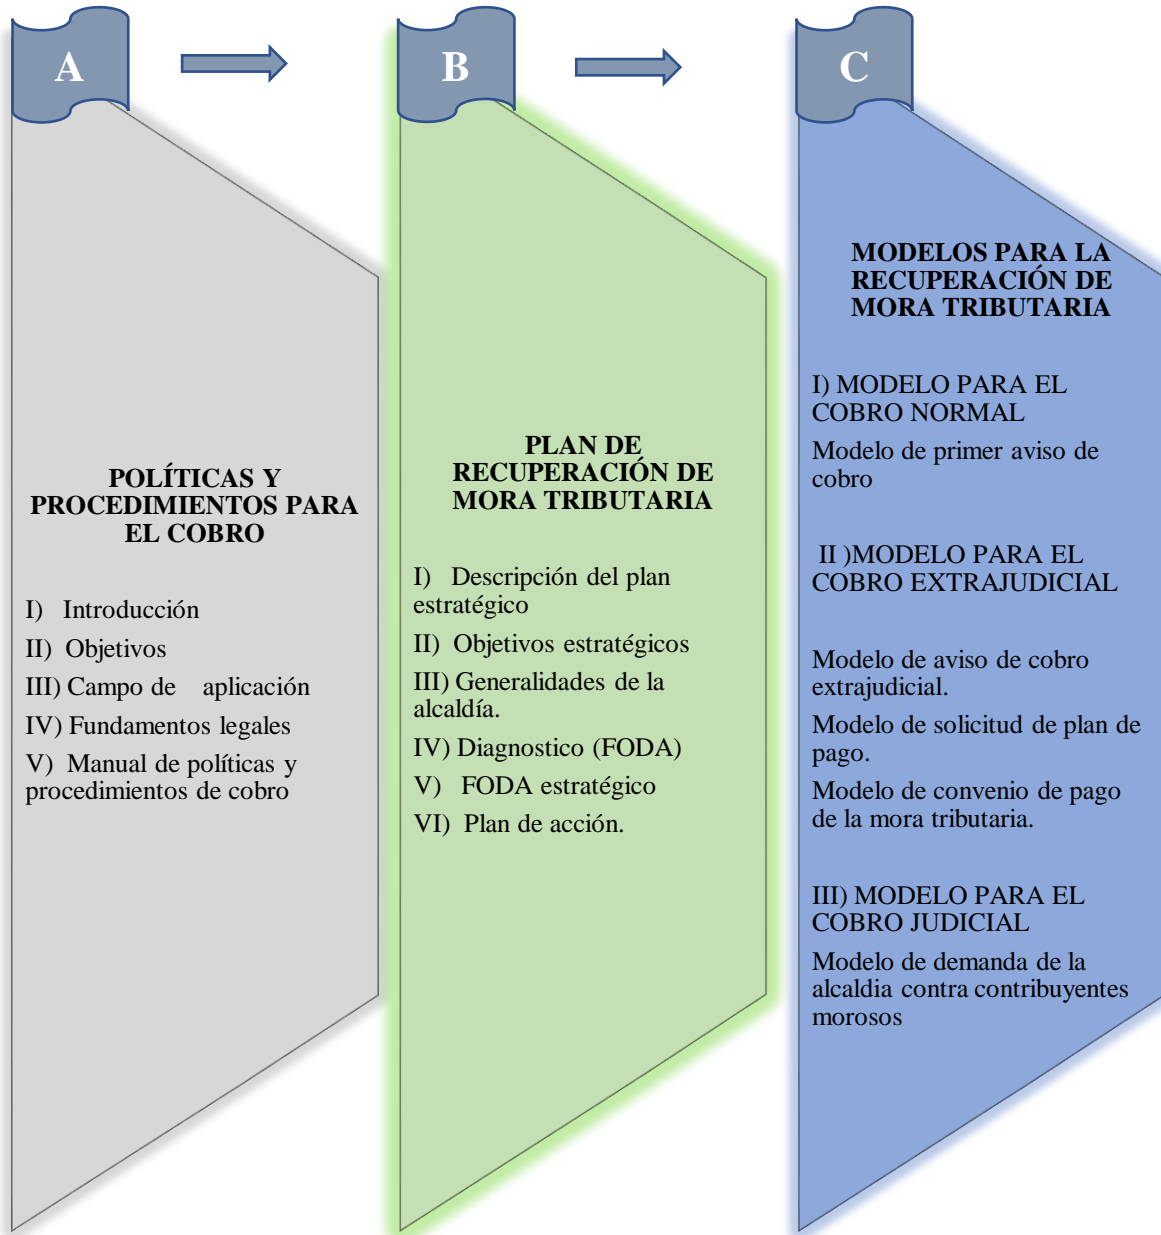 A
POLÍTICAS Y
PROCEDIMIENTOS PARA
EL COBRO
I) Introducción
II) Objetivos
III) Campo de aplicación
IV) Fundamentos legales
V) Manual de políticas y
procedimientos de cobro
B
PLAN DE
RECUPERACIÓN DE
MORA TRIBUTARIA
I) Descripción del plan
estratégico
II) Objetivos estratégicos
III) Generalidades de la
alcaldía.
IV) Diagnostico (FODA)
V) FODA estratégico
VI) Plan de acción.
C
MODELOS PARA LA
RECUPERACIÓN DE
MORA TRIBUTARIA
I) MODELO PARA EL
COBRO NORMAL
Modelo de primer aviso de
cobro
II )MODELO PARA EL
COBRO EXTRAJUDICIAL
Modelo de aviso de cobro
extrajudicial.
Modelo de solicitud de plan de
pago.
Modelo de convenio de pago
de la mora tributaria.
III) MODELO PARA EL
COBRO JUDICIAL
Modelo de demanda de la
alcaldia contra contribuyentes
morosos